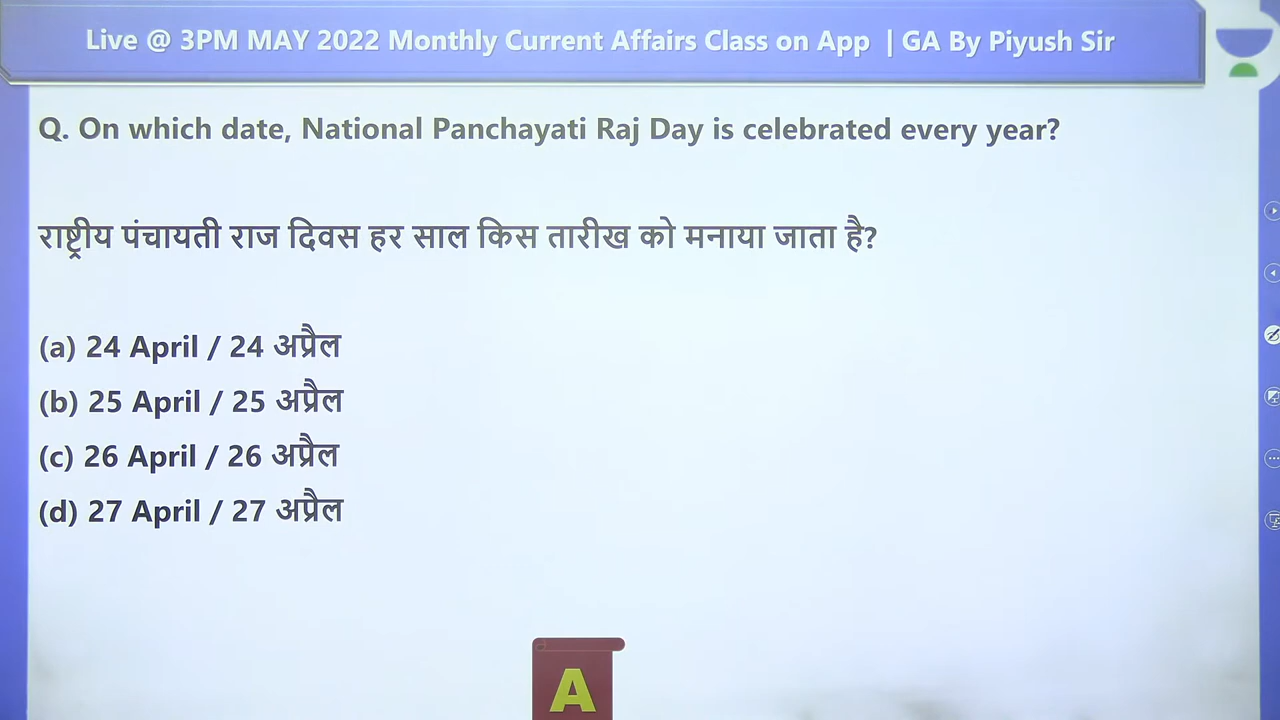 Live @ 3PM MAY 2022 Monthly Current Affairs Class on App | GA By Piyush Sir
Q. On which date, National Panchayati Raj Day is celebrated every year?
राष्ट्रीय पंचायती राज दिवस हर साल किस तारीख को मनाया जाता है?
(a) 24 April / 24 अप्रैल
(b) 25 April / 25 अप्रैल
(c) 26 April / 26 अप्रैल
(d) 27 April / 27 अप्रैल
A